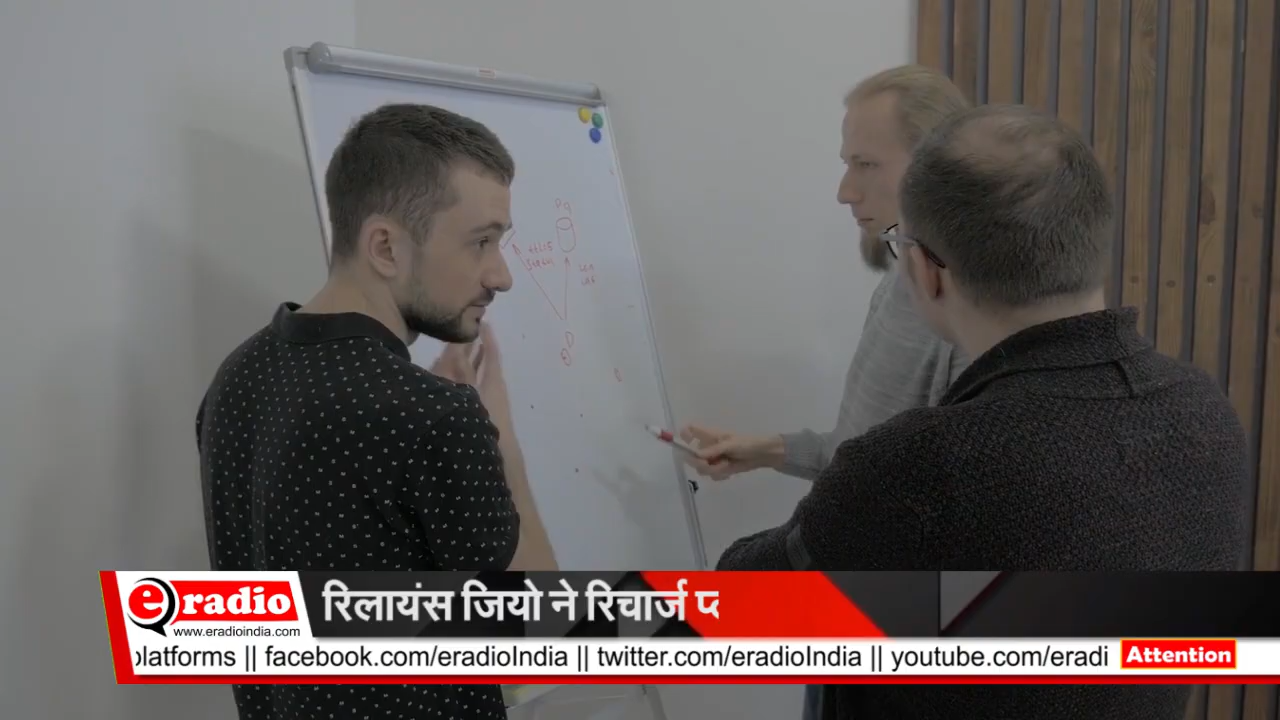 eradio
www.eradioindia.com
रिलायंस जियो ने रिचार्ज प्
platforms || facebook.com/eradioIndia || twitter.com/eradioIndia || youtube.com/eradi
Attention